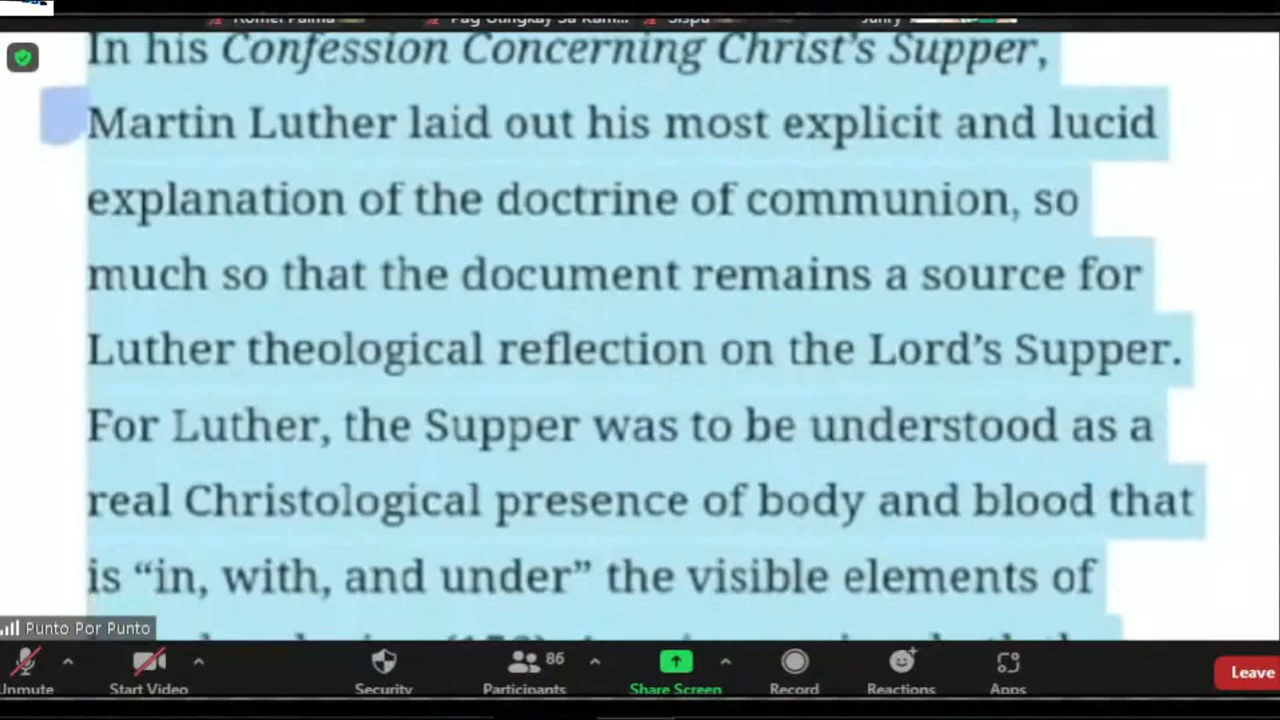 In his Confession Concerning Christ's Supper,
Martin Luther laid out his most explicit and lucid
explanation of the doctrine of communion, so
much so that the document remains a source for
Luther theological reflection on the Lord's Supper.
For Luther, the Supper was to be understood as a
real Christological presence of body and blood that
is “in, with, and under” the visible elements of
Punto Por Punto
Unmute
Start Video
Security
86
Participants
Share Screen
Record
Reactions
Apps
Leave